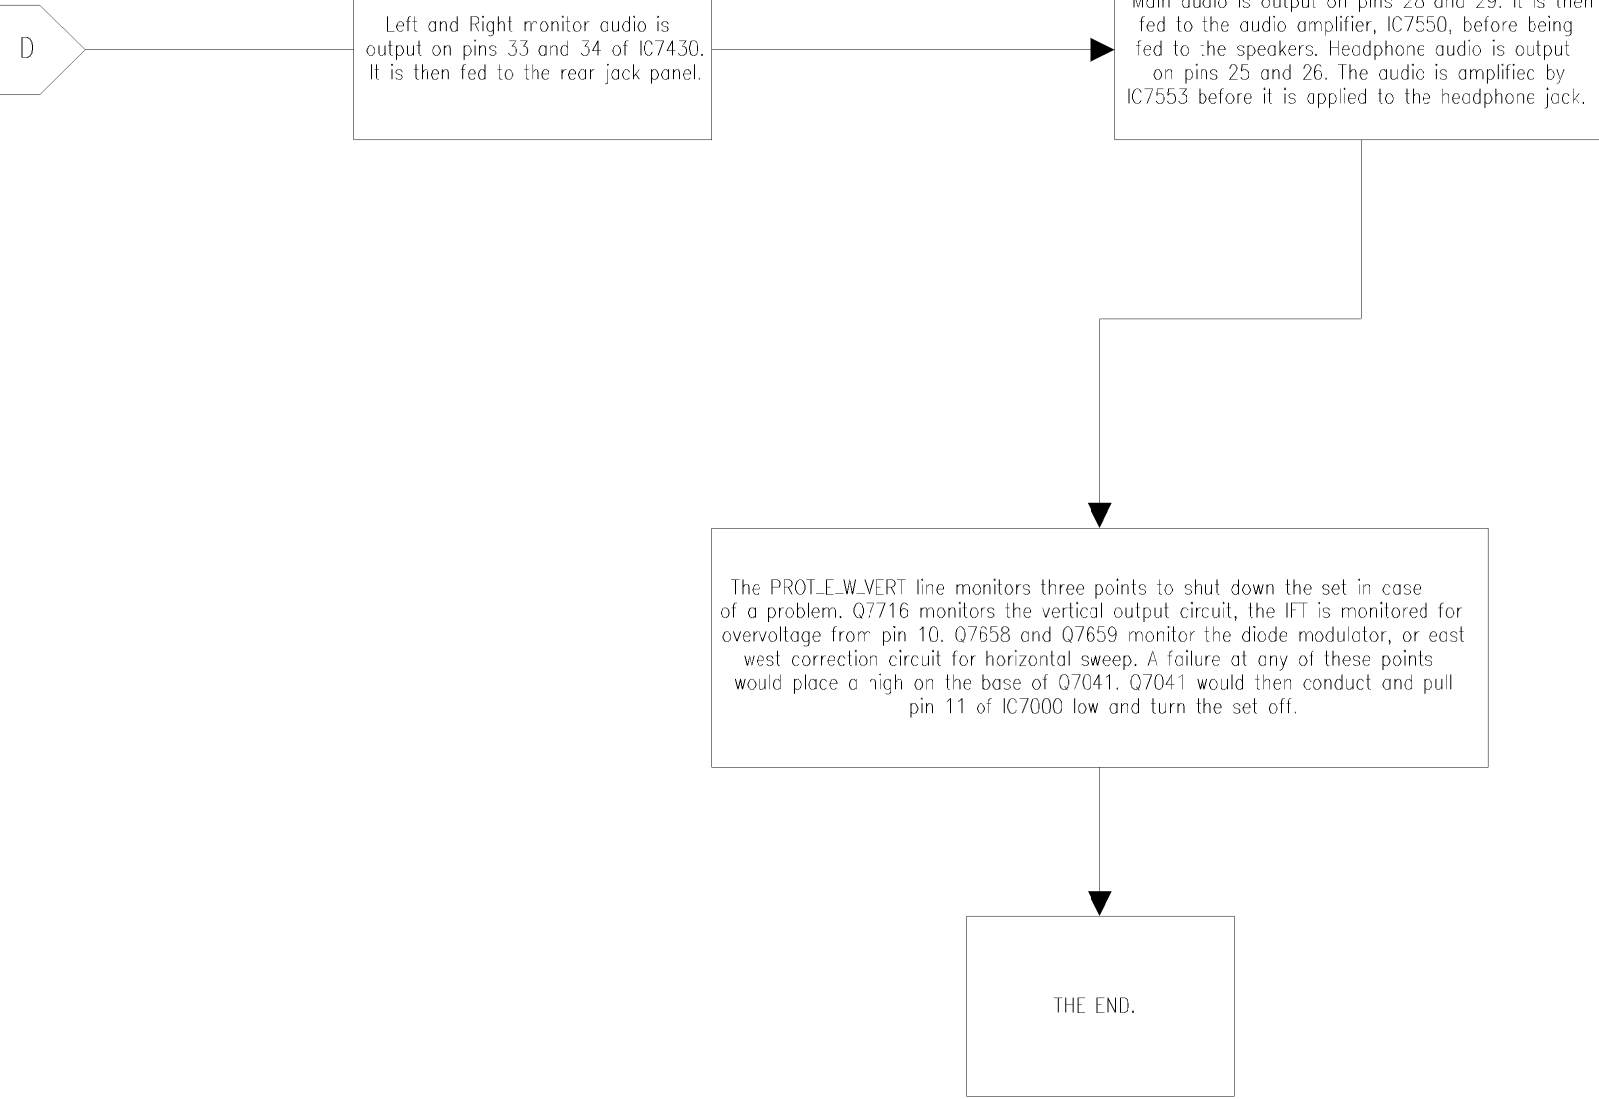 D
Left and Right monitor audio is
output on pins 33 and 34 of IC7430.
It is then fed to the rear jack panel.
Main audio is output on pins 28 and 29. It is then
fed to the audio amplifier, IC7550, before being
fed to the speakers. Headphone audio is output
on pins 25 and 26. The audio is amplified by
IC7553 before it is applied to the headphone jack.
The PROT_E_W_VERT line monitors three points to shut down the set in case
of a problem. Q7716 monitors the vertical output circuit, the IFT is monitored for
overvoltage from pin 10. Q7658 and Q7659 monitor the diode modulator, or east
west correction circuit for horizontal sweep. A failure at any of these points
would place a high on the base of Q7041. Q7041 would then conduct and pull
pin 11 of IC7000 low and turn the set off.
THE END.